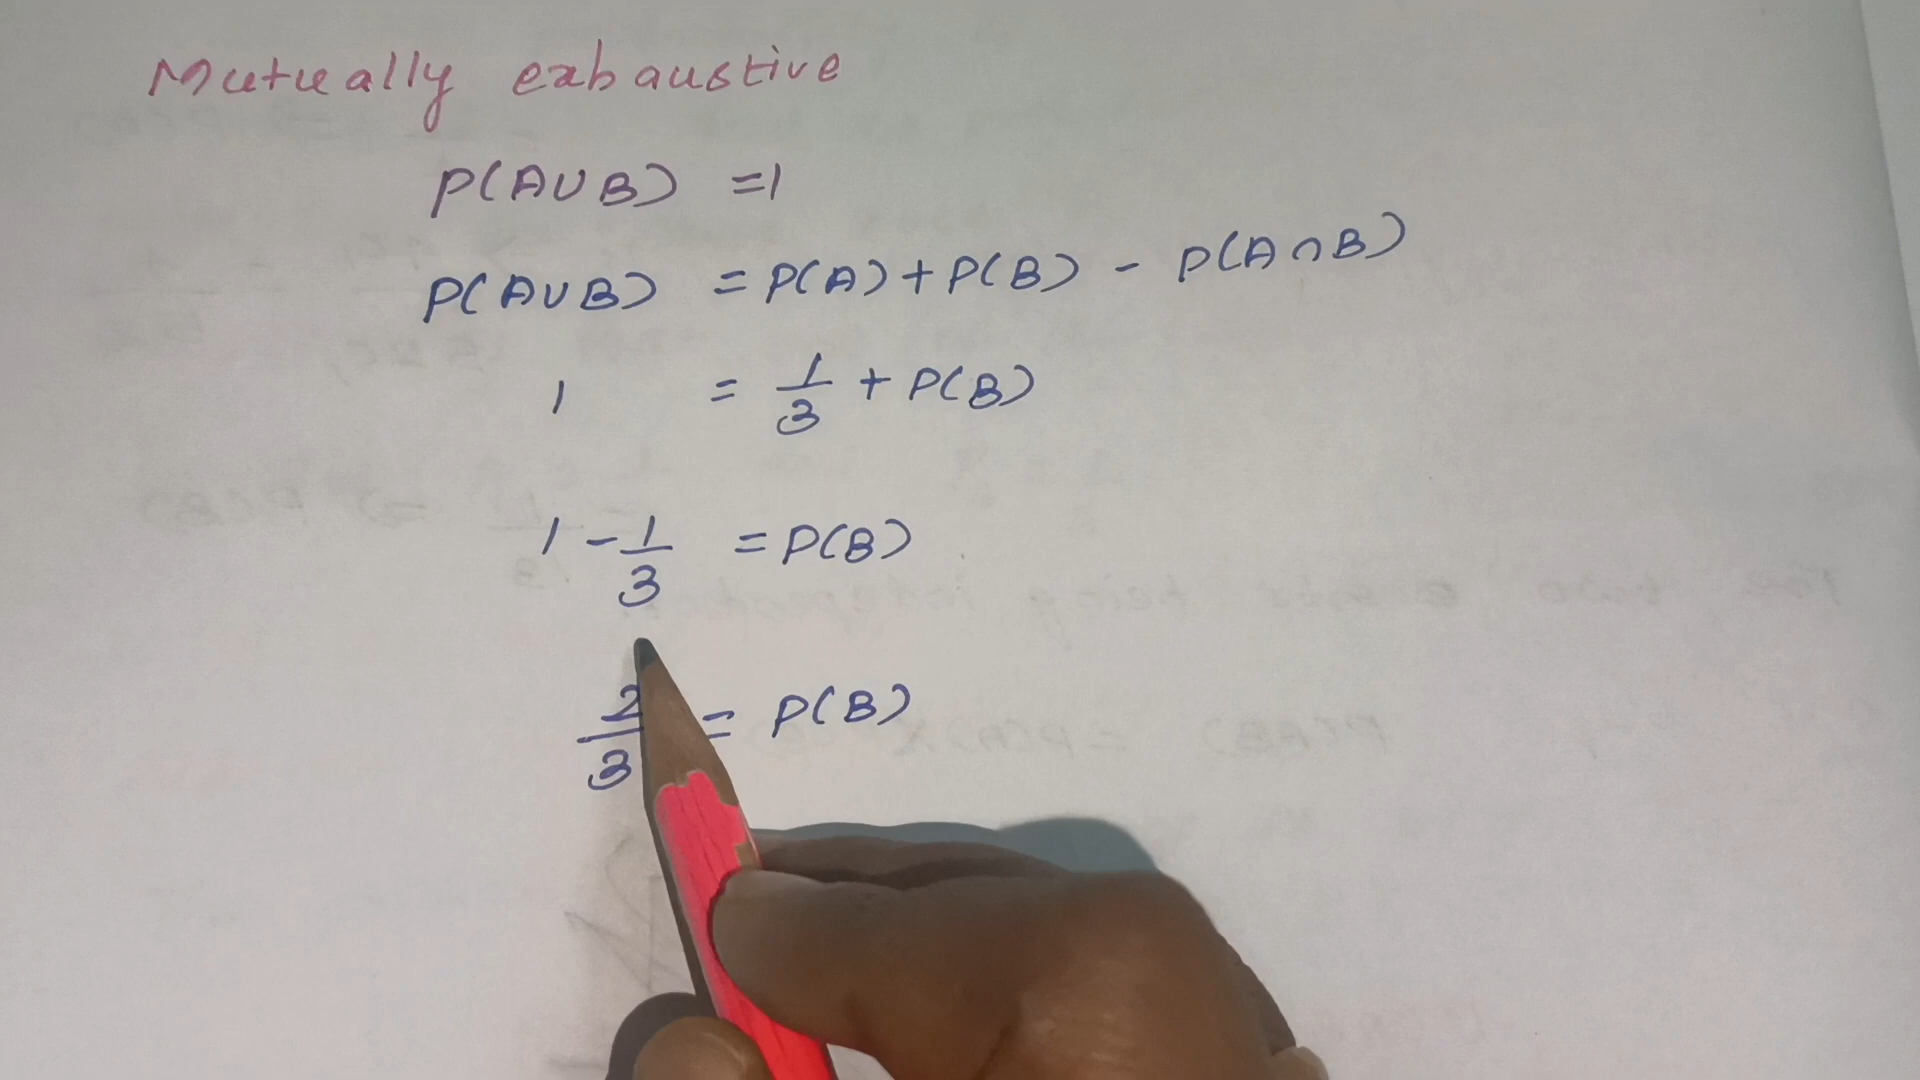 Mutually exhaustive
P(A∪B) =1
P(A∪B) = P(A) + P(B) - P(A∩B)
1 = 1/3 + P(B)
1 - 1/3 = P(B)
2/3 = P(B)